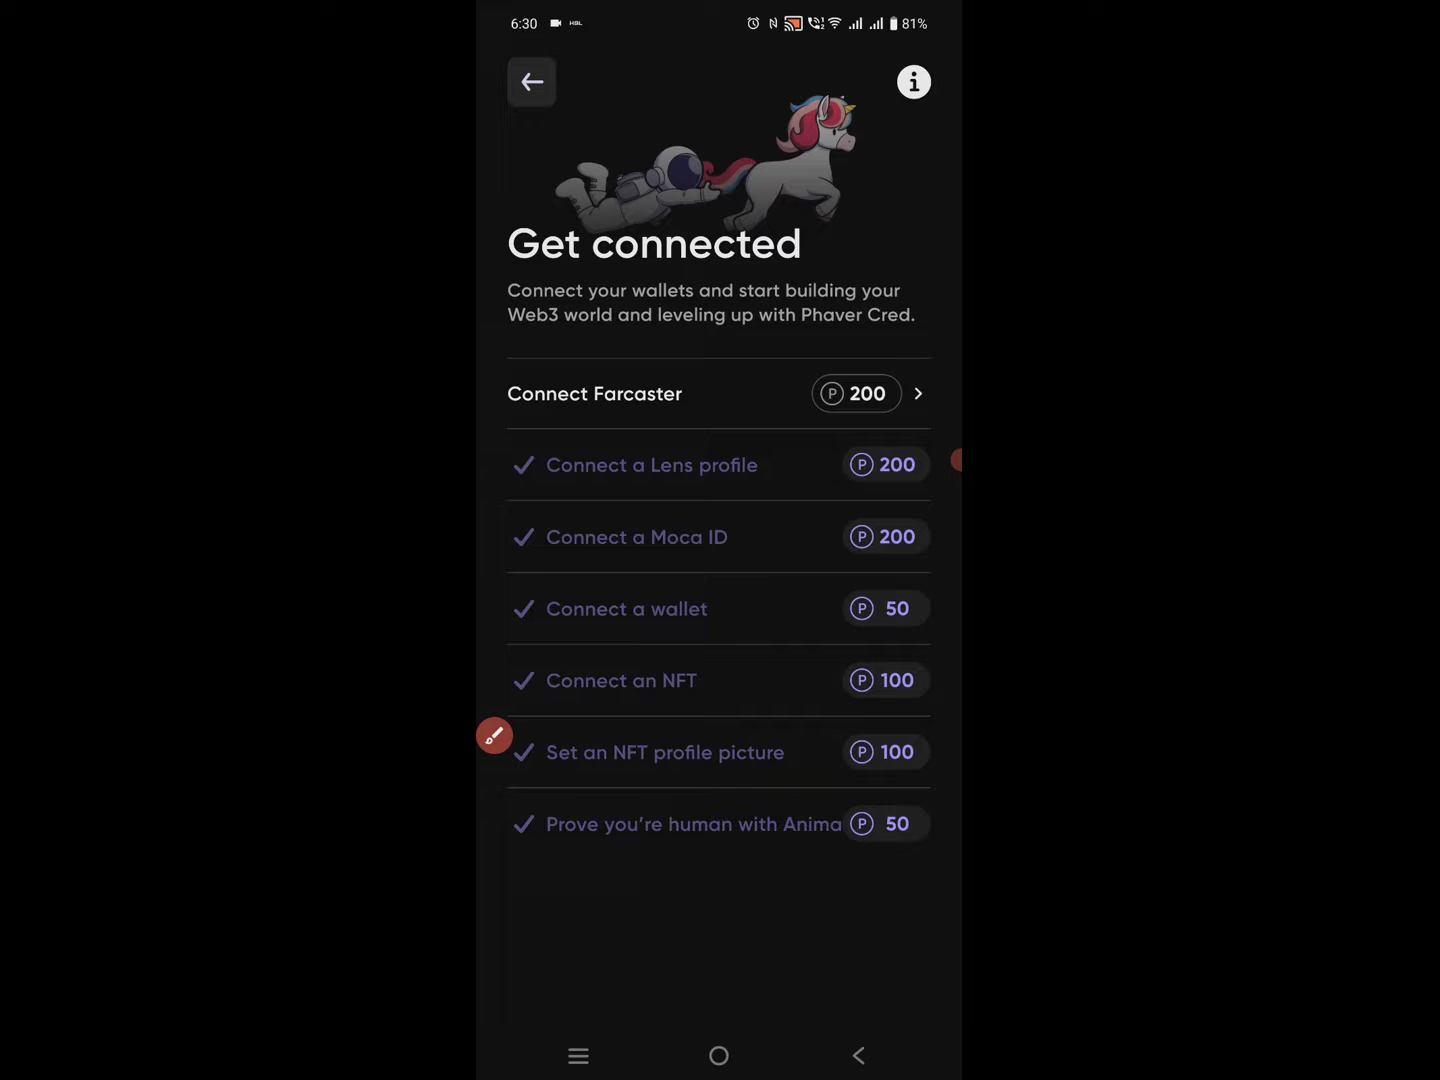 6:30 HBL 2 81%
Get connected
Connect your wallets and start building your
Web3 world and leveling up with Phaver Cred.
Connect Farcaster P 200
Connect a Lens profile P 200
Connect a Moca ID P 200
Connect a wallet P 50
Connect an NFT P 100
Set an NFT profile picture P 100
Prove you’re human with Anima P 50